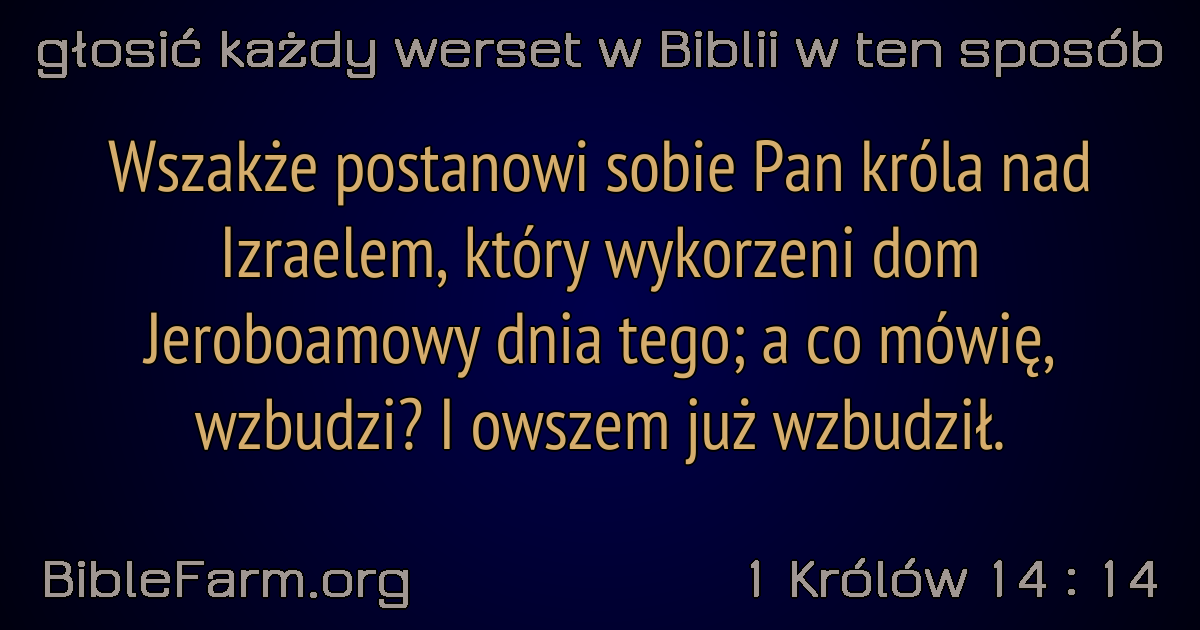 głosić każdy werset w Biblii w ten sposób
Wszakże postanowi sobie Pan króla nad
Izraelem, który wykorzeni dom
Jeroboamowy dnia tego; a co mówię,
wzbudzi? I owszem już wzbudził.
BibleFarm.org
1 Królów 14 : 14